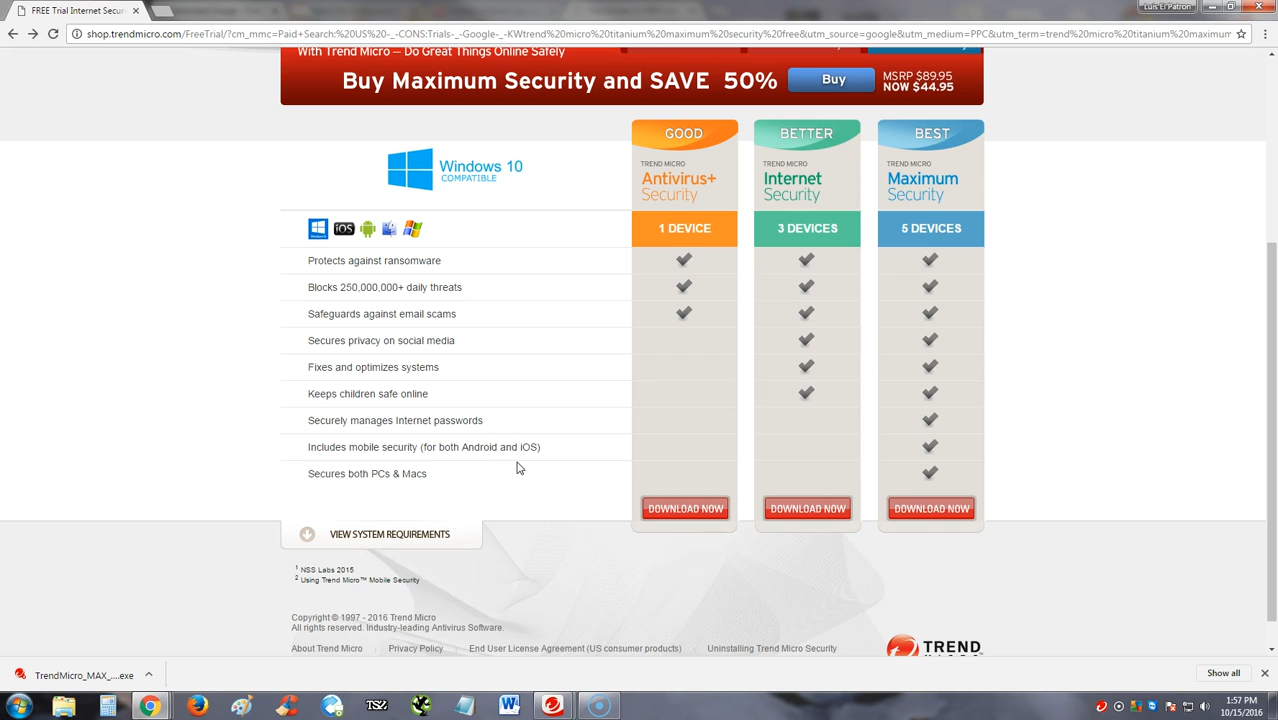 FREE Trial Internet Securi
Luis El Patron
shop.trendmicro.com/FreeTrial/?cm_mmc=Paid Search:%20US%20-_-CONS:Trials-_-Google-_-KWtrend%20micro%20titanium%20maximum%20security%20free&utm_source=google&utm_medium=PPC&utm_term=trend%20micro%20titanium%20maximum
With Trend Micro — Do Great Things Online Safely
Buy Maximum Security and SAVE 50%
Buy
MSRP $89.95
NOW $44.95
GOOD
BETTER
BEST
Windows 10
COMPATIBLE
TREND MICRO
Antivirus+
Security
TREND MICRO
Internet
Security
TREND MICRO
Maximum
Security
iOS
1 DEVICE
3 DEVICES
5 DEVICES
Protects against ransomware
Blocks 250,000,000+ daily threats
Safeguards against email scams
Secures privacy on social media
Fixes and optimizes systems
Keeps children safe online
Securely manages Internet passwords
Includes mobile security (for both Android and iOS)
Secures both PCs & Macs
DOWNLOAD NOW
DOWNLOAD NOW
DOWNLOAD NOW
VIEW SYSTEM REQUIREMENTS
1 NSS Labs 2015
2 Using Trend Micro™ Mobile Security
Copyright © 1997 - 2016 Trend Micro
All rights reserved. Industry-leading Antivirus Software.
About Trend Micro
Privacy Policy
End User License Agreement (US consumer products)
Uninstalling Trend Micro Security
TREND
TrendMicro_MAX_....exe
Show all
TSZ
W
1:57 PM
10/15/2016